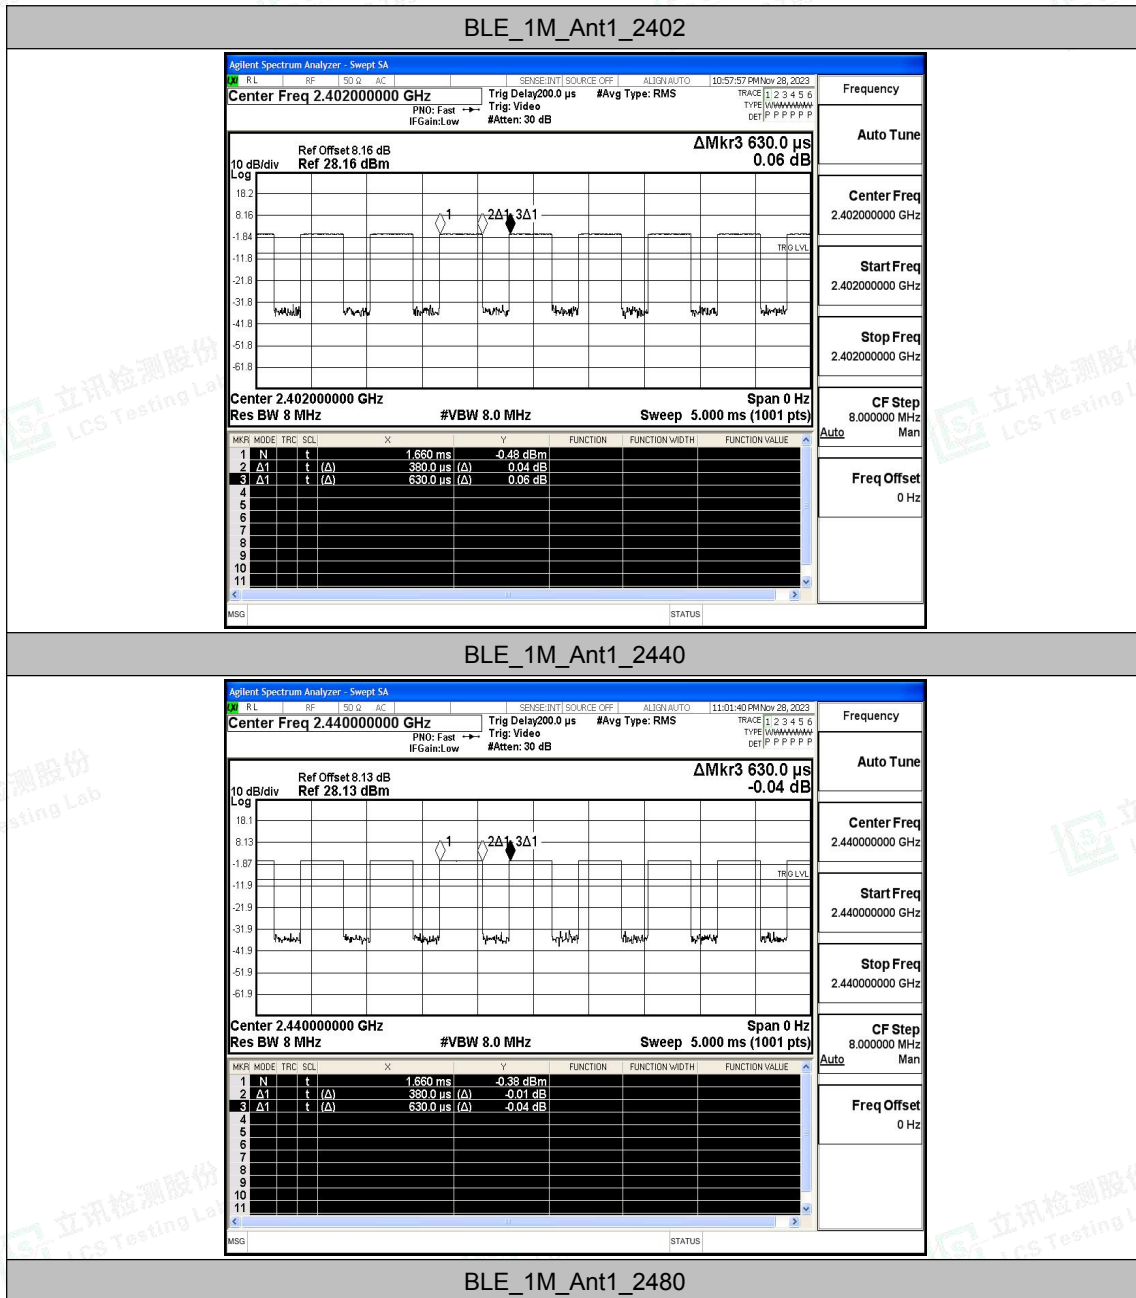 BLE_1M_Ant1_2402
Agilent Spectrum Analyzer - Swept SA
RL RF 50 Ω AC SENSE:INT SOURCE OFF ALIGN AUTO 10:57:57 PM Nov 28, 2023
Center Freq 2.402000000 GHz
PNO: Fast
IFGain:Low
Trig Delay200.0 µs #Avg Type: RMS
Trig: Video
#Atten: 30 dB
TRACE 1 2 3 4 5 6
TYPE
DET P P P P P P
ΔMkr3 630.0 µs
0.06 dB
Ref Offset 8.16 dB
10 dB/div Ref 28.16 dBm
Log
18.2
8.16
-1.84
-11.8
-21.8
-31.8
-41.8
-51.8
-61.8
1
2Δ1
3Δ1
TRIG LVL
Center 2.402000000 GHz Span 0 Hz
Res BW 8 MHz #VBW 8.0 MHz Sweep 5.000 ms (1001 pts)
MKR MODE TRC SCL X Y FUNCTION FUNCTION WIDTH FUNCTION VALUE
1 N t 1.660 ms -0.48 dBm
2 Δ1 t (Δ) 380.0 µs (Δ) 0.04 dB
3 Δ1 t (Δ) 630.0 µs (Δ) 0.06 dB
4
5
6
7
8
9
10
11
MSG STATUS
Frequency
Auto Tune
Center Freq
2.402000000 GHz
Start Freq
2.402000000 GHz
Stop Freq
2.402000000 GHz
CF Step
8.000000 MHz
Auto Man
Freq Offset
0 Hz
BLE_1M_Ant1_2440
Agilent Spectrum Analyzer - Swept SA
RL RF 50 Ω AC SENSE:INT SOURCE OFF ALIGN AUTO 11:01:40 PM Nov 28, 2023
Center Freq 2.440000000 GHz
PNO: Fast
IFGain:Low
Trig Delay200.0 µs #Avg Type: RMS
Trig: Video
#Atten: 30 dB
TRACE 1 2 3 4 5 6
TYPE
DET P P P P P P
ΔMkr3 630.0 µs
-0.04 dB
Ref Offset 8.13 dB
10 dB/div Ref 28.13 dBm
Log
18.1
8.13
-1.87
-11.9
-21.9
-31.9
-41.9
-51.9
-61.9
1
2Δ1
3Δ1
TRIG LVL
Center 2.440000000 GHz Span 0 Hz
Res BW 8 MHz #VBW 8.0 MHz Sweep 5.000 ms (1001 pts)
MKR MODE TRC SCL X Y FUNCTION FUNCTION WIDTH FUNCTION VALUE
1 N t 1.660 ms -0.38 dBm
2 Δ1 t (Δ) 380.0 µs (Δ) -0.01 dB
3 Δ1 t (Δ) 630.0 µs (Δ) -0.04 dB
4
5
6
7
8
9
10
11
MSG STATUS
Frequency
Auto Tune
Center Freq
2.440000000 GHz
Start Freq
2.440000000 GHz
Stop Freq
2.440000000 GHz
CF Step
8.000000 MHz
Auto Man
Freq Offset
0 Hz
BLE_1M_Ant1_2480
立讯检测股份
LCS Testing Lab